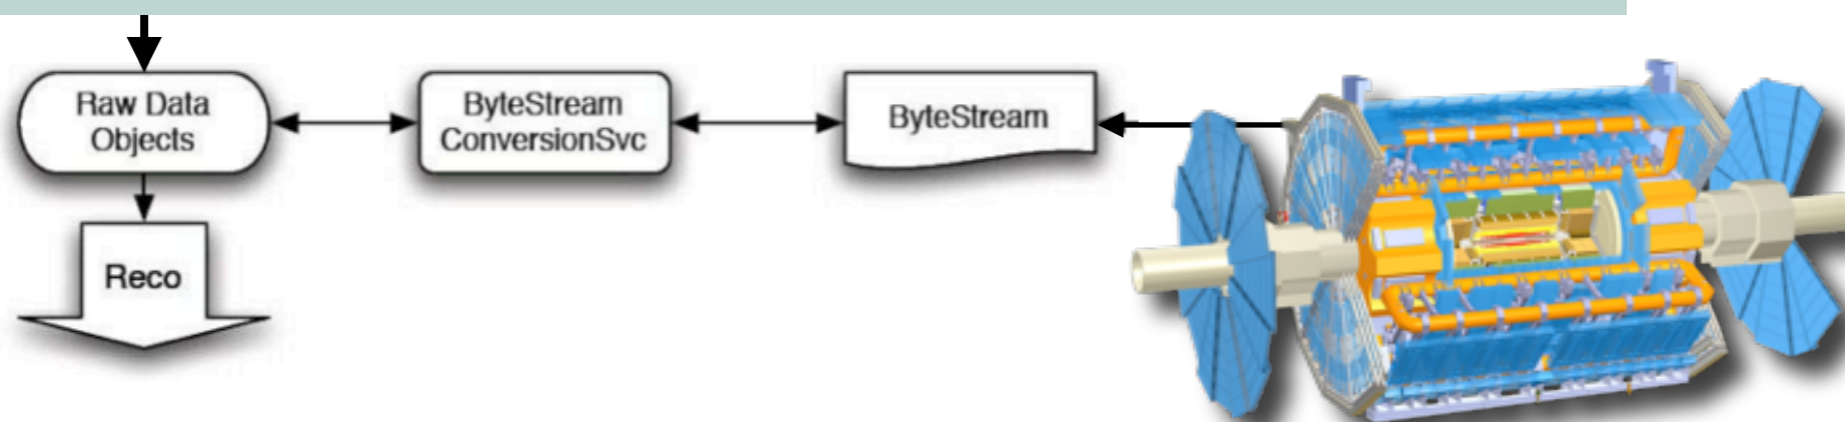 Raw Data
Objects
ByteStream
ConversionSvc
ByteStream
Reco